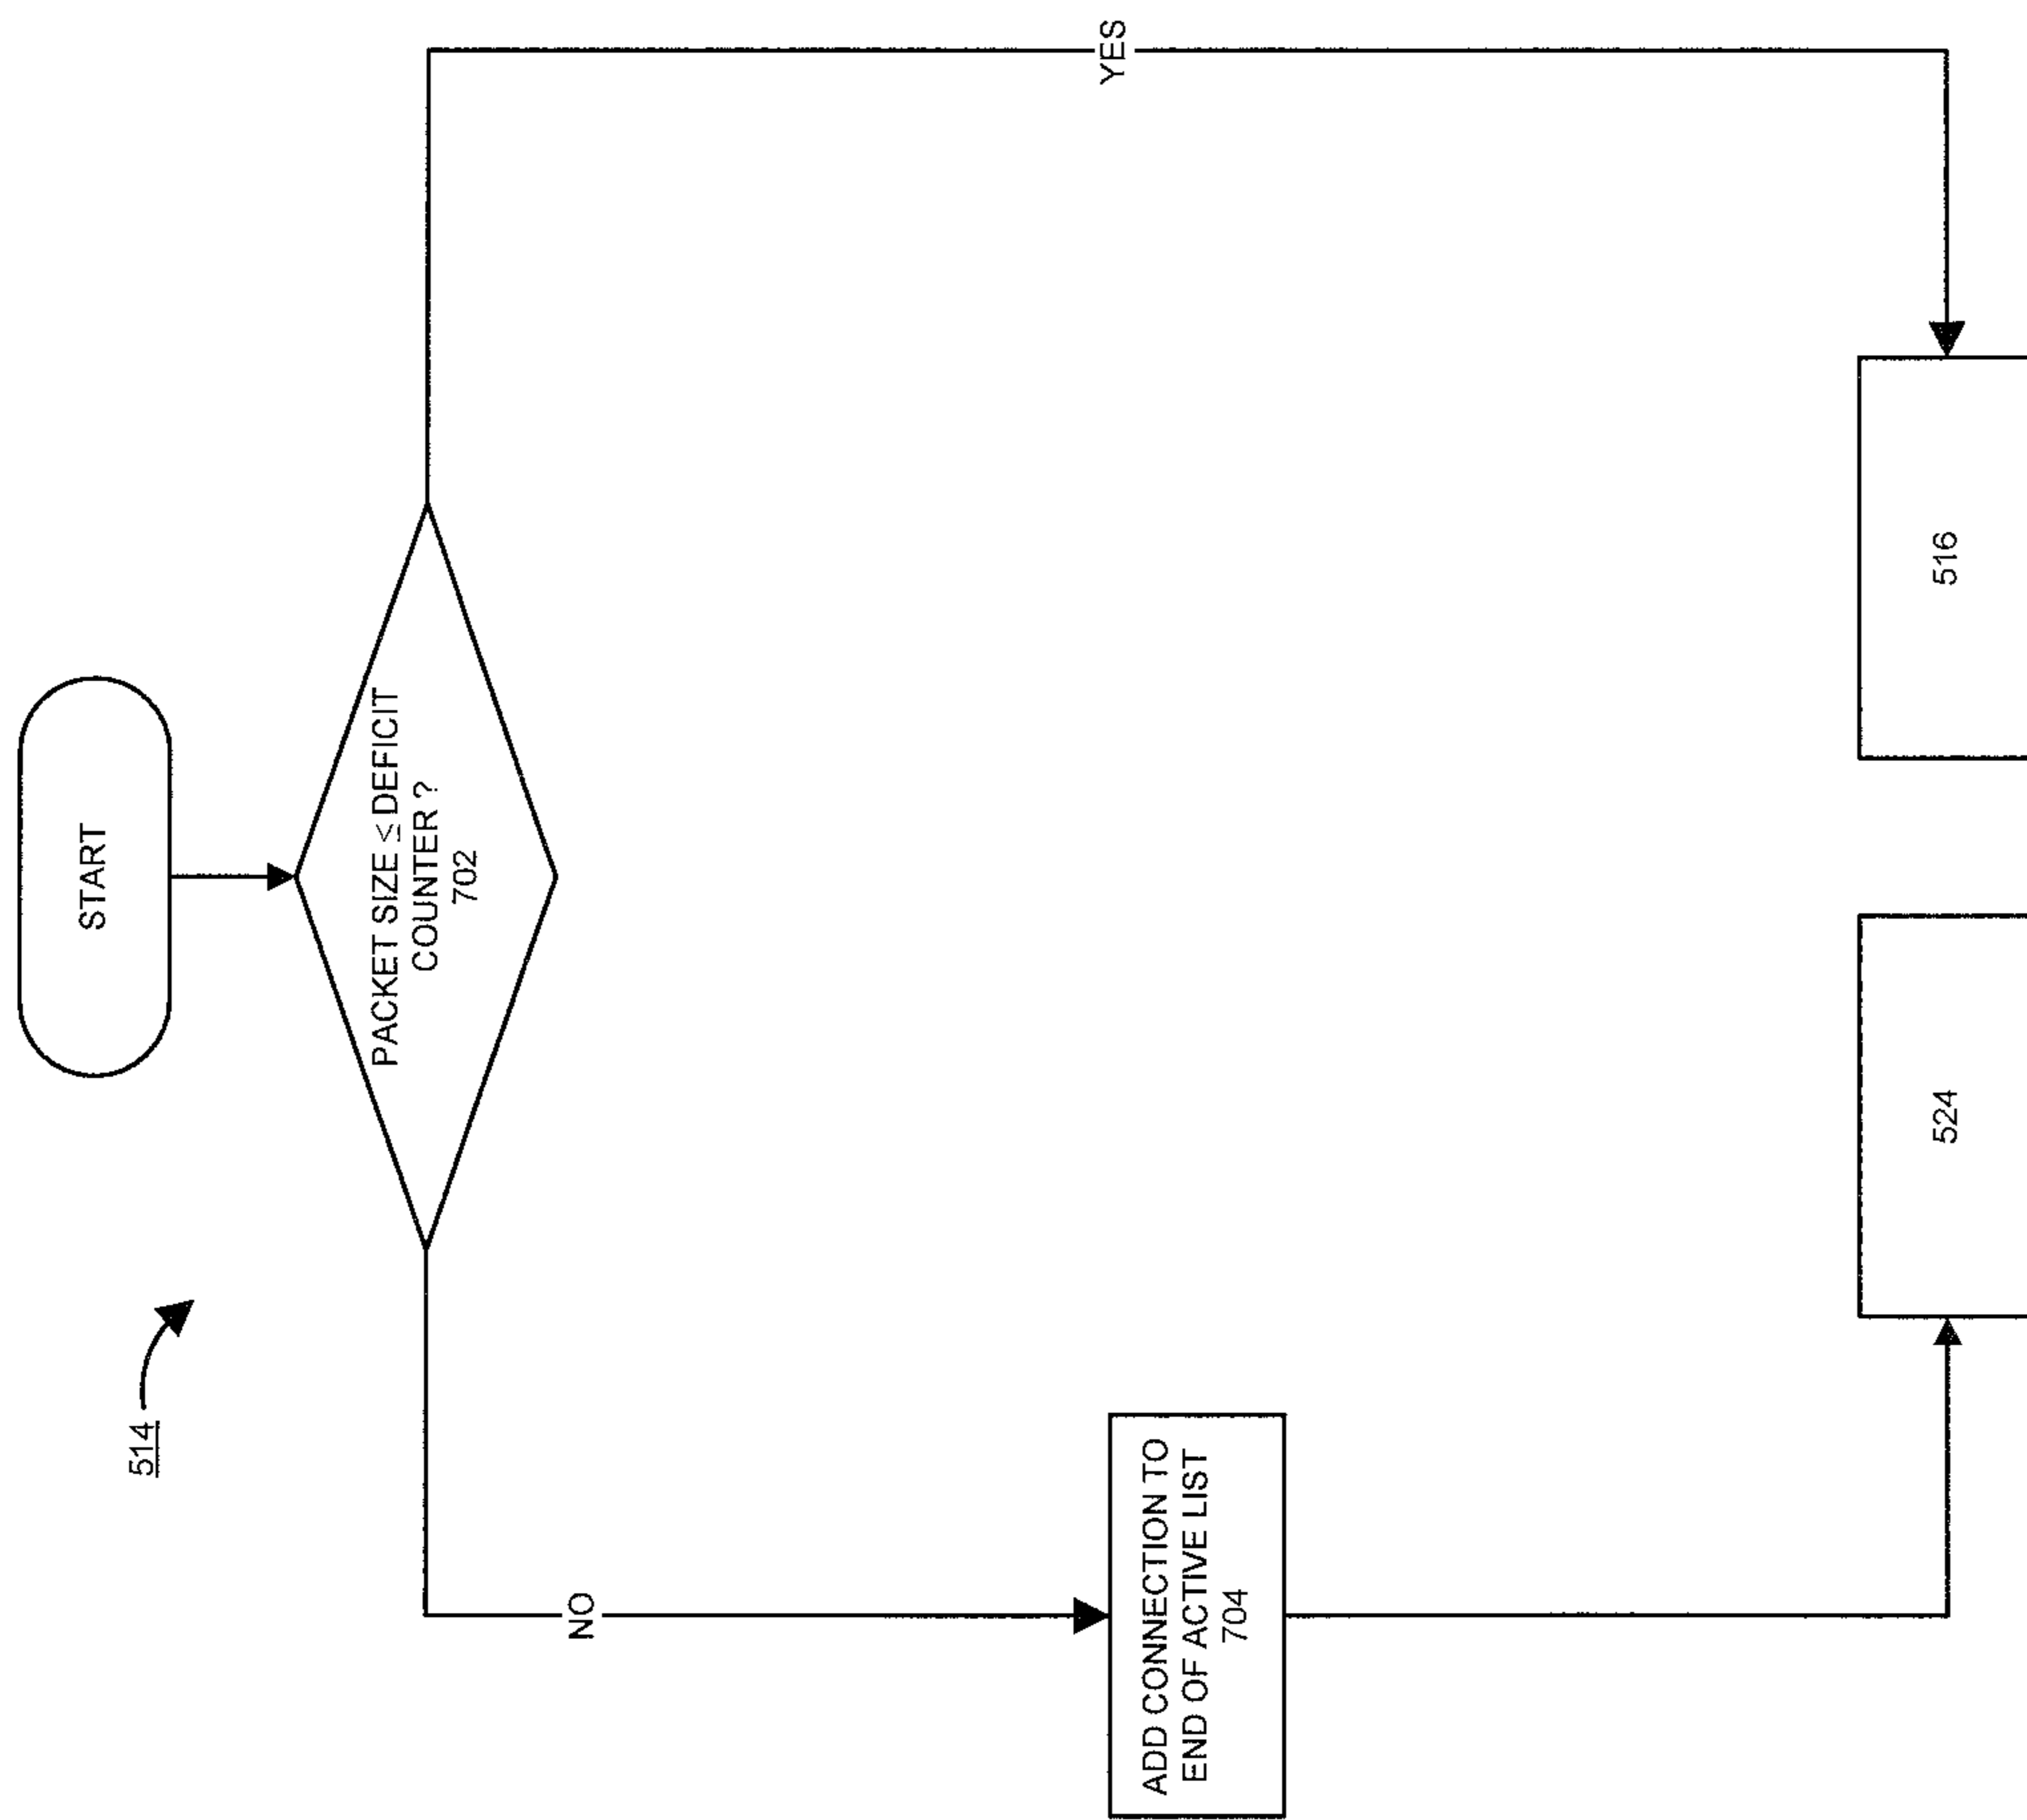 514
START
PACKET SIZE ≤ DEFICIT
COUNTER ?
702
NO
YES
ADD CONNECTION TO
END OF ACTIVE LIST
704
524
516